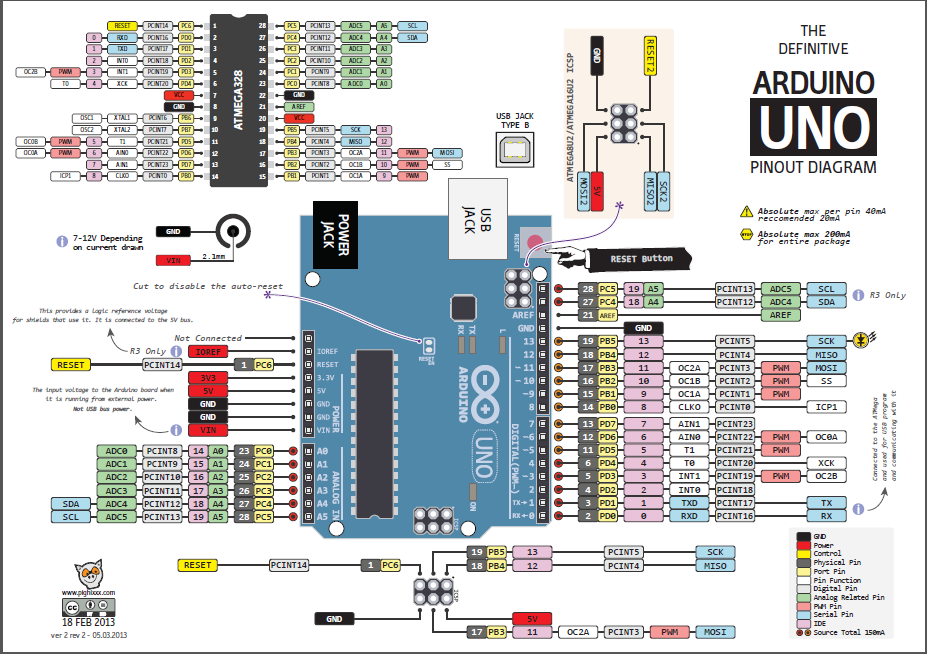 THE
DEFINITIVE
ARDUINO
UNO
PINOUT DIAGRAM
ATMEGA328
RESET PCINT14 PC6 1 28 PC5 PCINT13 ADC5 A5 SCL
0 RXD PCINT16 PD0 2 27 PC4 PCINT12 ADC4 A4 SDA
1 TXD PCINT17 PD1 3 26 PC3 PCINT11 ADC3 A3
2 INT0 PCINT18 PD2 4 25 PC2 PCINT10 ADC2 A2
OC2B PWM 3 INT1 PCINT19 PD3 5 24 PC1 PCINT9 ADC1 A1
T0 4 XCK PCINT20 PD4 6 23 PC0 PCINT8 ADC0 A0
VCC 7 22 GND
GND 8 21 AREF
OSC1 XTAL1 PCINT6 PB6 9 20 VCC
OSC2 XTAL2 PCINT7 PB7 10 19 PB5 PCINT5 SCK 13
OC0B PWM 5 T1 PCINT21 PD5 11 18 PB4 PCINT4 MISO 12
OC0A PWM 6 AIN0 PCINT22 PD6 12 17 PB3 PCINT3 OC2A 11 PWM MOSI
7 AIN1 PCINT23 PD7 13 16 PB2 PCINT2 OC1B 10 PWM SS
ICP1 8 CLKO PCINT0 PB0 14 15 PB1 PCINT1 OC1A 9 PWM
USB JACK
TYPE B
ATMEGA8U2/ATMEGA16U2 ICSP
GND RESET2
MOSI2 5V MISO2 SCK2
Absolute max per pin 40mA
reccomended 20mA
Absolute max 200mA
for entire package
7-12V Depending
on current drawn
GND
VIN 2.1mm
POWER
JACK
USB
JACK
RESET
RESET Button
Cut to disable the auto-reset
This provides a logic reference voltage
for shields that use it. It is connected to the 5V bus.
Not Connected
R3 Only IOREF
RESET PCINT14 1 PC6
3V3
5V
GND
GND
VIN
The input voltage to the Arduino board when
it is running from external power.
Not USB bus power.
ADC0 PCINT8 14 A0 23 PC0
ADC1 PCINT9 15 A1 24 PC1
ADC2 PCINT10 16 A2 25 PC2
ADC3 PCINT11 17 A3 26 PC3
SDA ADC4 PCINT12 18 A4 27 PC4
SCL ADC5 PCINT13 19 A5 28 PC5
IOREF
RESET
3.3V
5V
GND
GND
VIN
POWER
A0
A1
A2
A3
A4
A5
ANALOG IN
RESET EN
RX TX L
ARDUINO
UNO
ON
ICSP
AREF
GND
13
12
~ 11
~ 10
~ 9
8
7
~6
~5
4
~3
2
TX→1
RX←0
DIGITAL (PWM~)
28 PC5 19 A5 PCINT13 ADC5 SCL R3 Only
27 PC4 18 A4 PCINT12 ADC4 SDA
21 AREF AREF
GND
19 PB5 13 PCINT5 SCK
18 PB4 12 PCINT4 MISO
17 PB3 11 OC2A PCINT3 PWM MOSI
16 PB2 10 OC1B PCINT2 PWM SS
15 PB1 9 OC1A PCINT1 PWM
14 PB0 8 CLKO PCINT0 ICP1
13 PD7 7 AIN1 PCINT23
12 PD6 6 AIN0 PCINT22 PWM OC0A
11 PD5 5 T1 PCINT21 PWM
6 PD4 4 T0 PCINT20 XCK
5 PD3 3 INT1 PCINT19 PWM OC2B
4 PD2 2 INT0 PCINT18
3 PD1 1 TXD PCINT17 TX
2 PD0 0 RXD PCINT16 RX
Connected to the ATMega
and used for USB program
and communicating with it
RESET PCINT14 1 PC6
19 PB5 13 PCINT5 SCK
18 PB4 12 PCINT4 MISO
ICSP
GND
5V
17 PB3 11 OC2A PCINT3 PWM MOSI
www.pighixxx.com
cc BY NC ND
18 FEB 2013
ver 2 rev 2 - 05.03.2013
GND
Power
Control
Physical Pin
Port Pin
Pin Function
Digital Pin
Analog Related Pin
PWM Pin
Serial Pin
IDE
Source Total 150mA